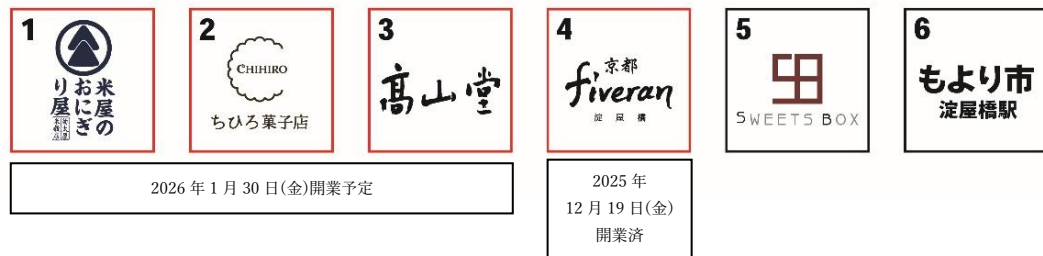 1
米屋の
おにぎ
り屋
2
CHIHIRO
ちひろ菓子店
3
髙山堂
4
京都
fiveran
淀屋橋
5
SWEETS BOX
6
もより市
淀屋橋駅
2026年1月30日(金)開業予定
2025年
12月19日(金)
開業済